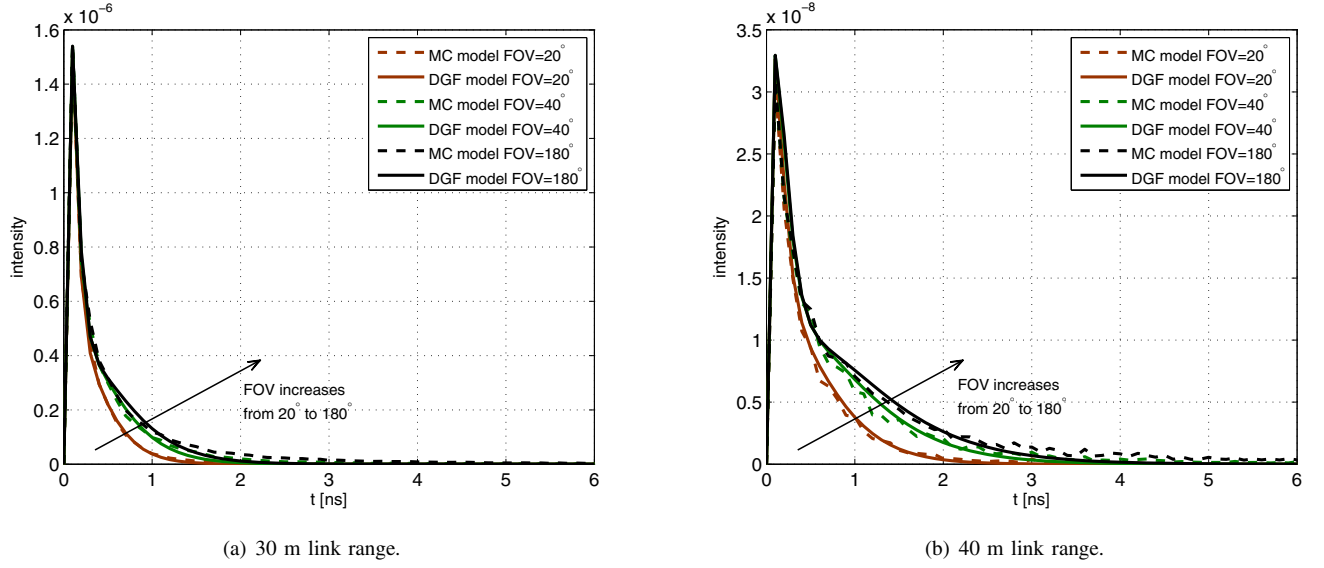 x 10⁻⁶
1.6
1.4
1.2
1
0.8
0.6
0.4
0.2
0
intensity
MC model FOV=20°
DGF model FOV=20°
MC model FOV=40°
DGF model FOV=40°
MC model FOV=180°
DGF model FOV=180°
FOV increases
from 20° to 180°
0 1 2 3 4 5 6
t [ns]
(a) 30 m link range.
x 10⁻⁸
3.5
3
2.5
2
1.5
1
0.5
0
intensity
MC model FOV=20°
DGF model FOV=20°
MC model FOV=40°
DGF model FOV=40°
MC model FOV=180°
DGF model FOV=180°
FOV increases
from 20° to 180°
0 1 2 3 4 5 6
t [ns]
(b) 40 m link range.